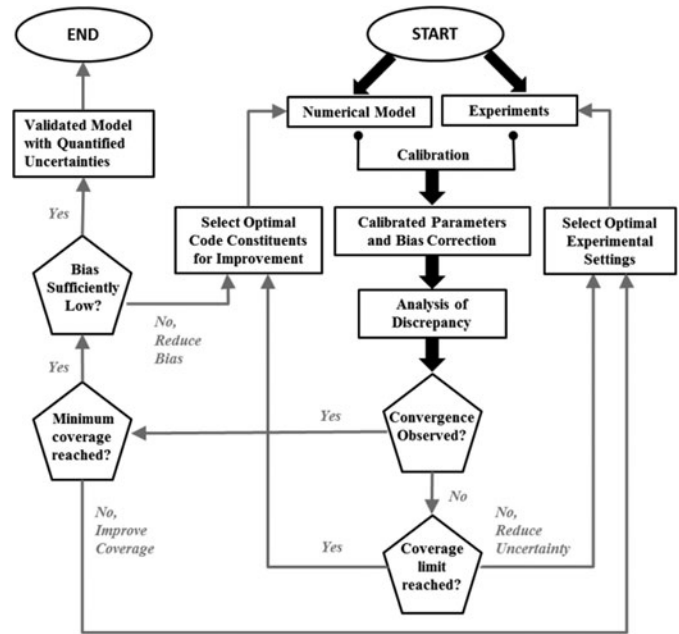 END
START
Numerical Model
Experiments
Validated Model
with Quantified
Uncertainties
Calibration
Yes
Select Optimal
Code Constituents
for Improvement
Calibrated Parameters
and Bias Correction
Select Optimal
Experimental
Settings
Bias
Sufficiently
Low?
No,
Reduce
Bias
Analysis of
Discrepancy
Yes
Minimum
coverage
reached?
Yes
Convergence
Observed?
No
No,
Improve
Coverage
Yes
Coverage
limit
reached?
No,
Reduce
Uncertainty